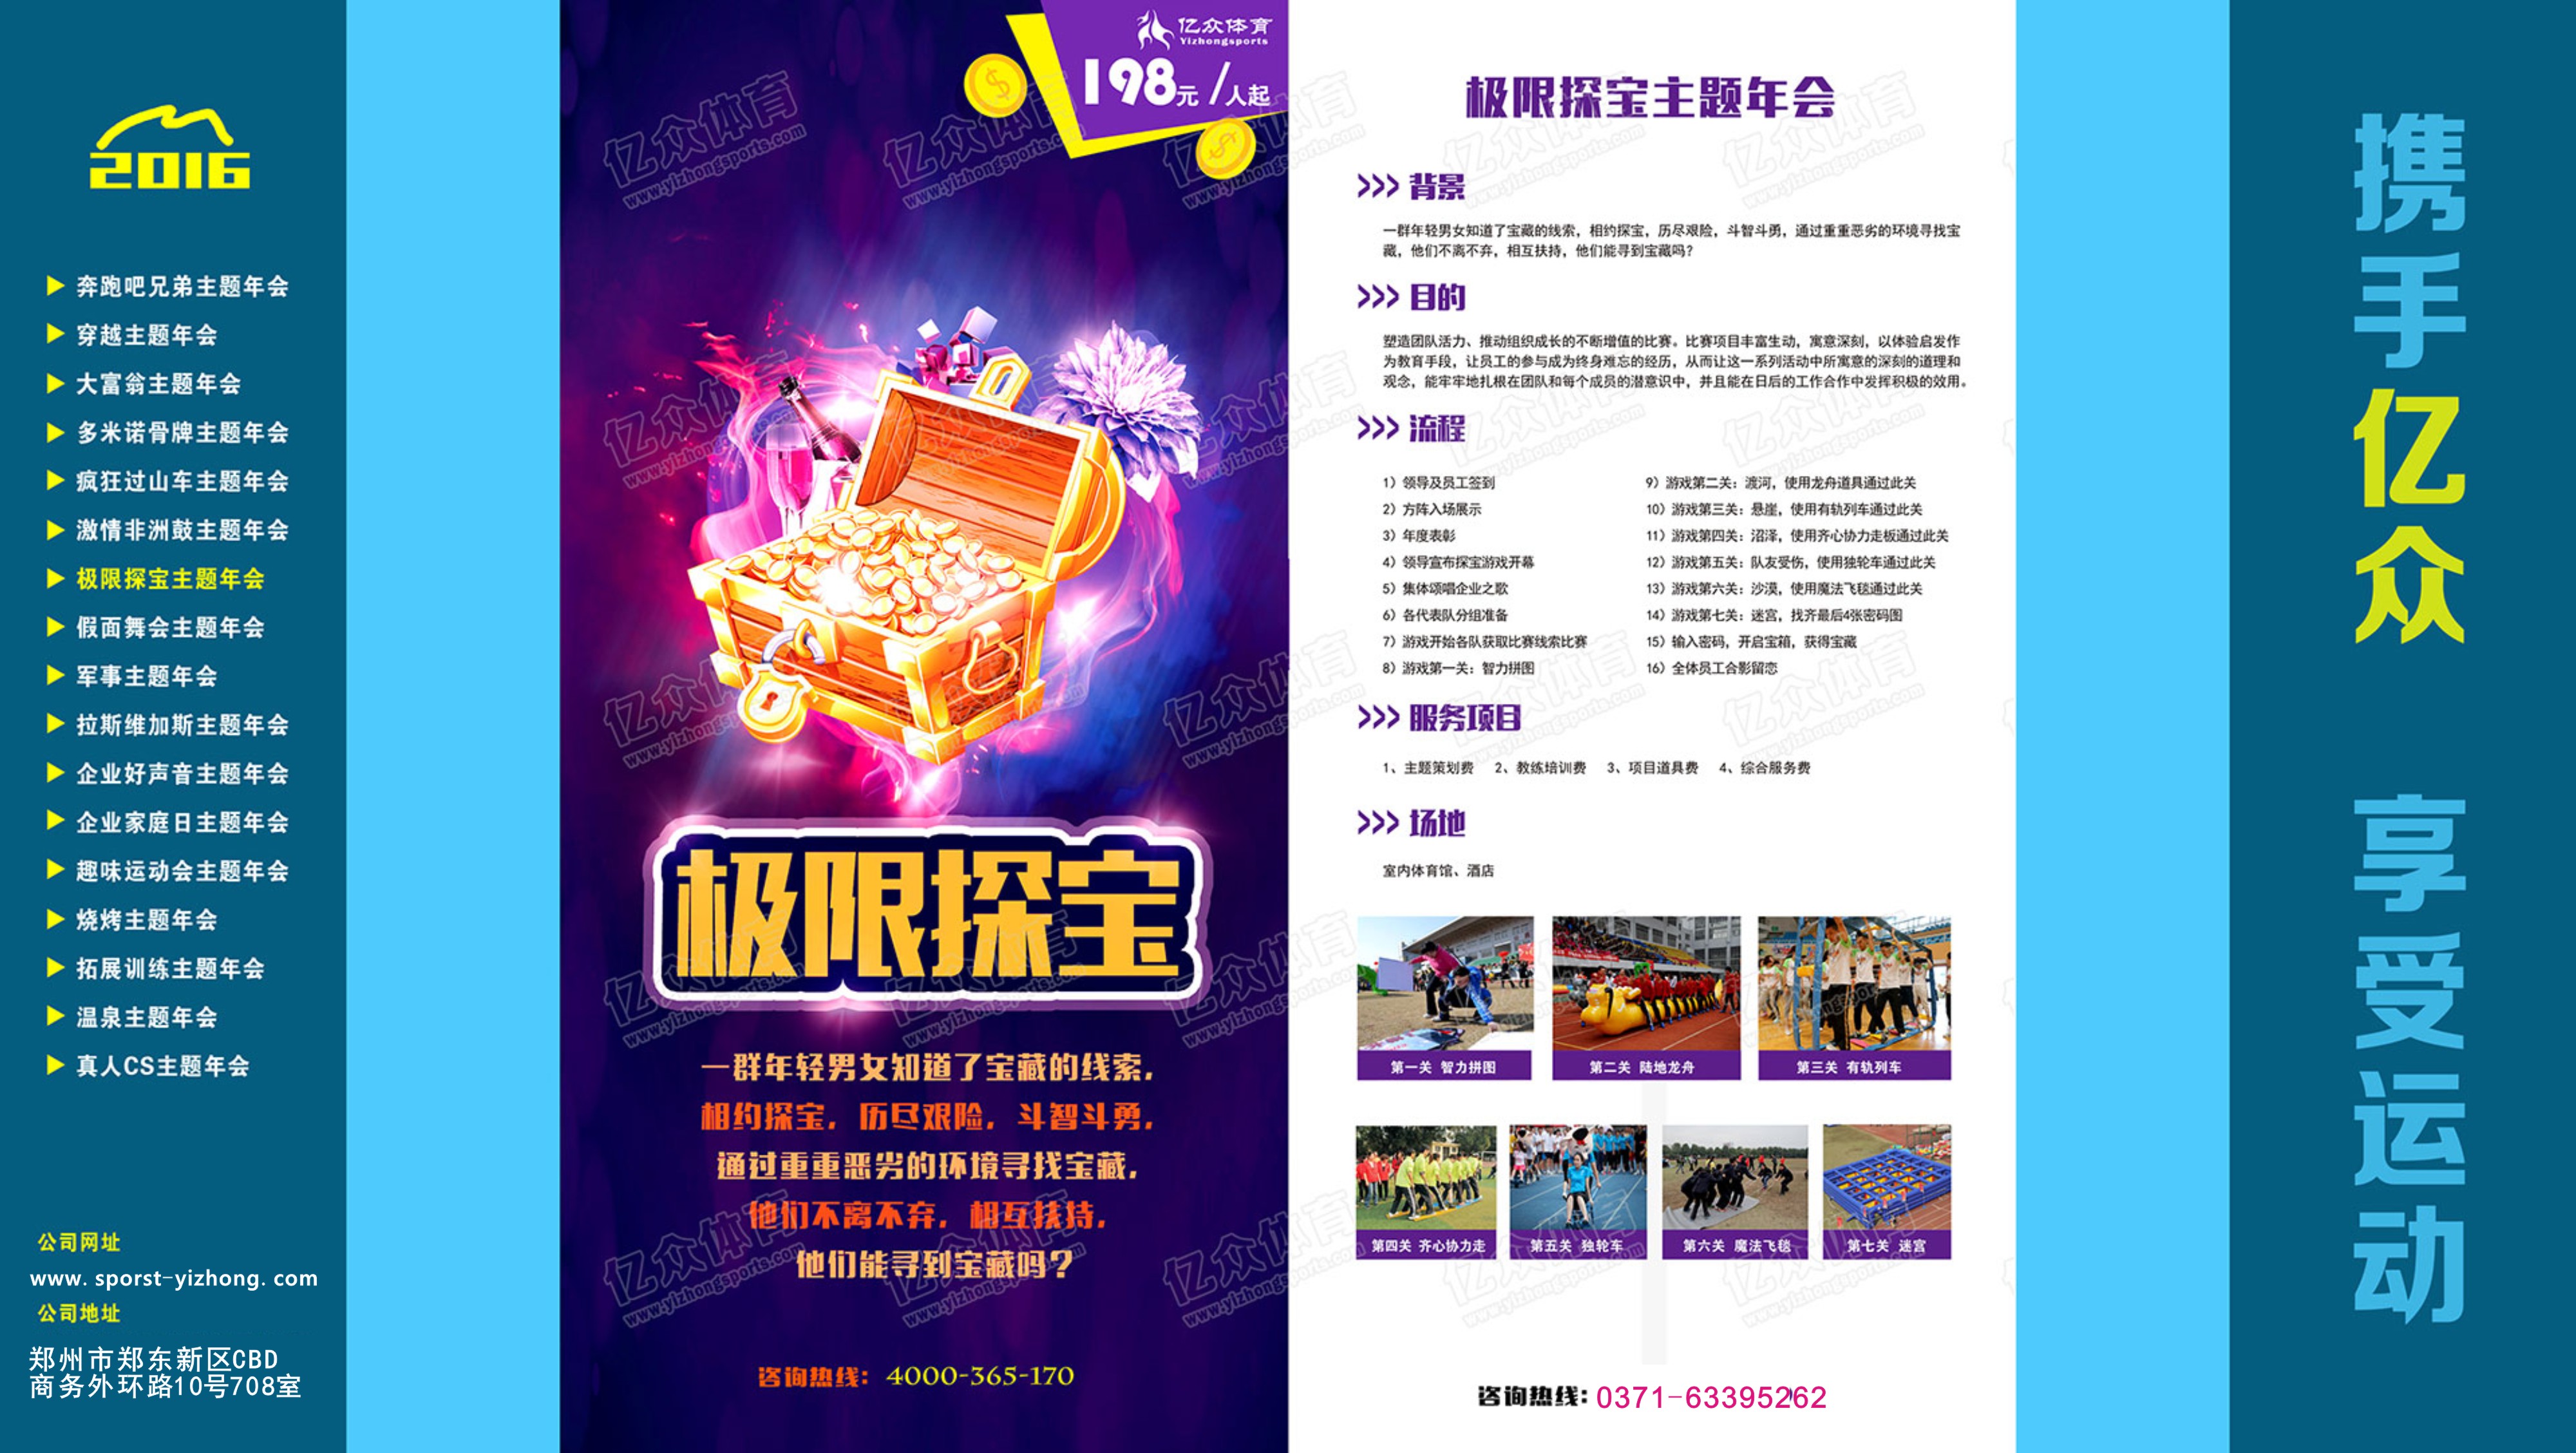 2016
奔跑吧兄弟主题年会
穿越主题年会
大富翁主题年会
多米诺骨牌主题年会
疯狂过山车主题年会
激情非洲鼓主题年会
极限探宝主题年会
假面舞会主题年会
军事主题年会
拉斯维加斯主题年会
企业好声音主题年会
企业家庭日主题年会
趣味运动会主题年会
烧烤主题年会
拓展训练主题年会
温泉主题年会
真人CS主题年会
公司网址
www.sporst-yizhong.com
公司地址
郑州市郑东新区CBD
商务外环路10号708室
亿众体育
Yizhongsports
198元/人起
极限探宝
一群年轻男女知道了宝藏的线索，
相约探宝，历尽艰险，斗智斗勇，
通过重重恶劣的环境寻找宝藏，
他们不离不弃，相互扶持，
他们能寻到宝藏吗？
咨询热线：4000-365-170
极限探宝主题年会
>>> 背景
一群年轻男女知道了宝藏的线索，相约探宝，历尽艰险，斗智斗勇，通过重重恶劣的环境寻找宝
藏，他们不离不弃，相互扶持，他们能寻到宝藏吗？
>>> 目的
塑造团队活力、推动组织成长的不断增值的比赛。比赛项目丰富生动，寓意深刻，以体验启发作
为教育手段，让员工的参与成为终身难忘的经历，从而让这一系列活动中所寓意的深刻的道理和
观念，能牢牢地扎根在团队和每个成员的潜意识中，并且能在日后的工作合作中发挥积极的效用。
>>> 流程
1）领导及员工签到
2）方阵入场展示
3）年度表彰
4）领导宣布探宝游戏开幕
5）集体颂唱企业之歌
6）各代表队分组准备
7）游戏开始各队获取比赛线索比赛
8）游戏第一关：智力拼图
9）游戏第二关：渡河，使用龙舟道具通过此关
10）游戏第三关：悬崖，使用有轨列车通过此关
11）游戏第四关：沼泽，使用齐心协力走板通过此关
12）游戏第五关：队友受伤，使用独轮车通过此关
13）游戏第六关：沙漠，使用魔法飞毯通过此关
14）游戏第七关：迷宫，找齐最后4张密码图
15）输入密码，开启宝箱，获得宝藏
16）全体员工合影留恋
>>> 服务项目
1、主题策划费 2、教练培训费 3、项目道具费 4、综合服务费
>>> 场地
室内体育馆、酒店
第一关 智力拼图
第二关 陆地龙舟
第三关 有轨列车
第四关 齐心协力走
第五关 独轮车
第六关 魔法飞毯
第七关 迷宫
咨询热线：0371-63395262
携手亿众 享受运动
亿众体育
www.yizhongsports.com